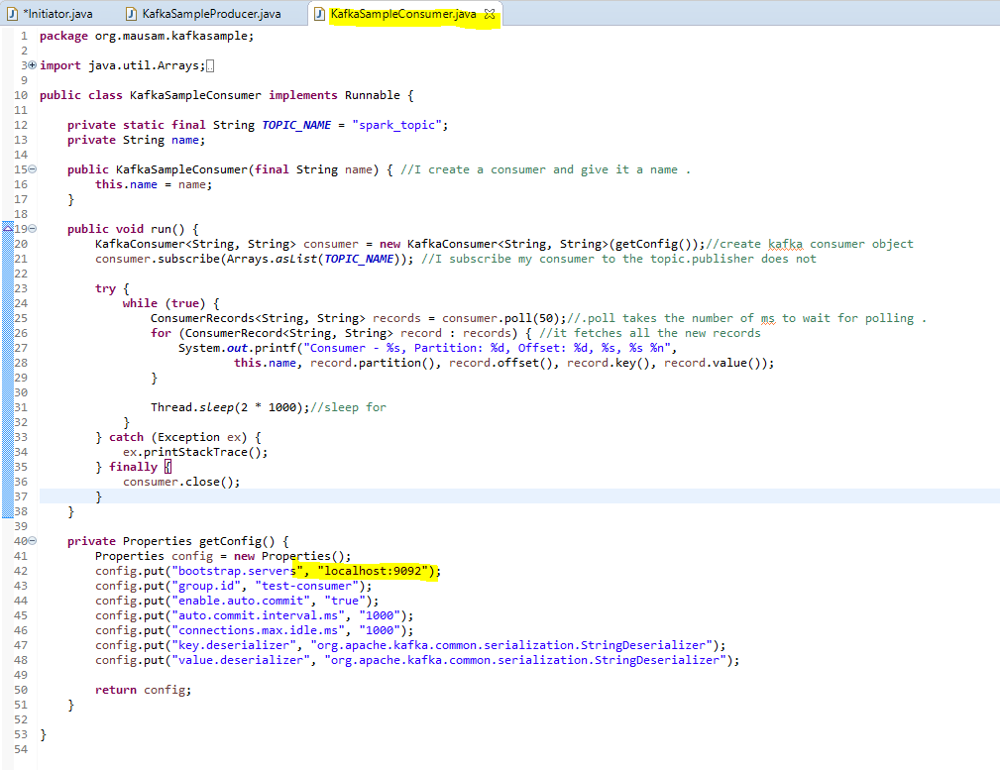 *Initiator.java KafkaSampleProducer.java KafkaSampleConsumer.java
1 package org.mausam.kafkasample;
2
3 import java.util.Arrays;
9
10 public class KafkaSampleConsumer implements Runnable {
11
12 private static final String TOPIC_NAME = "spark_topic";
13 private String name;
14
15 public KafkaSampleConsumer(final String name) { //I create a consumer and give it a name .
16 this.name = name;
17 }
18
19 public void run() {
20 KafkaConsumer<String, String> consumer = new KafkaConsumer<String, String>(getConfig());//create kafka consumer object
21 consumer.subscribe(Arrays.asList(TOPIC_NAME)); //I subscribe my consumer to the topic.publisher does not
22
23 try {
24 while (true) {
25 ConsumerRecords<String, String> records = consumer.poll(50);//.poll takes the number of ms to wait for polling .
26 for (ConsumerRecord<String, String> record : records) { //it fetches all the new records
27 System.out.printf("Consumer - %s, Partition: %d, Offset: %d, %s, %s %n",
28 this.name, record.partition(), record.offset(), record.key(), record.value());
29 }
30
31 Thread.sleep(2 * 1000);//sleep for
32 }
33 } catch (Exception ex) {
34 ex.printStackTrace();
35 } finally {
36 consumer.close();
37 }
38 }
39
40 private Properties getConfig() {
41 Properties config = new Properties();
42 config.put("bootstrap.servers", "localhost:9092");
43 config.put("group.id", "test-consumer");
44 config.put("enable.auto.commit", "true");
45 config.put("auto.commit.interval.ms", "1000");
46 config.put("connections.max.idle.ms", "1000");
47 config.put("key.deserializer", "org.apache.kafka.common.serialization.StringDeserializer");
48 config.put("value.deserializer", "org.apache.kafka.common.serialization.StringDeserializer");
49
50 return config;
51 }
52
53 }
54